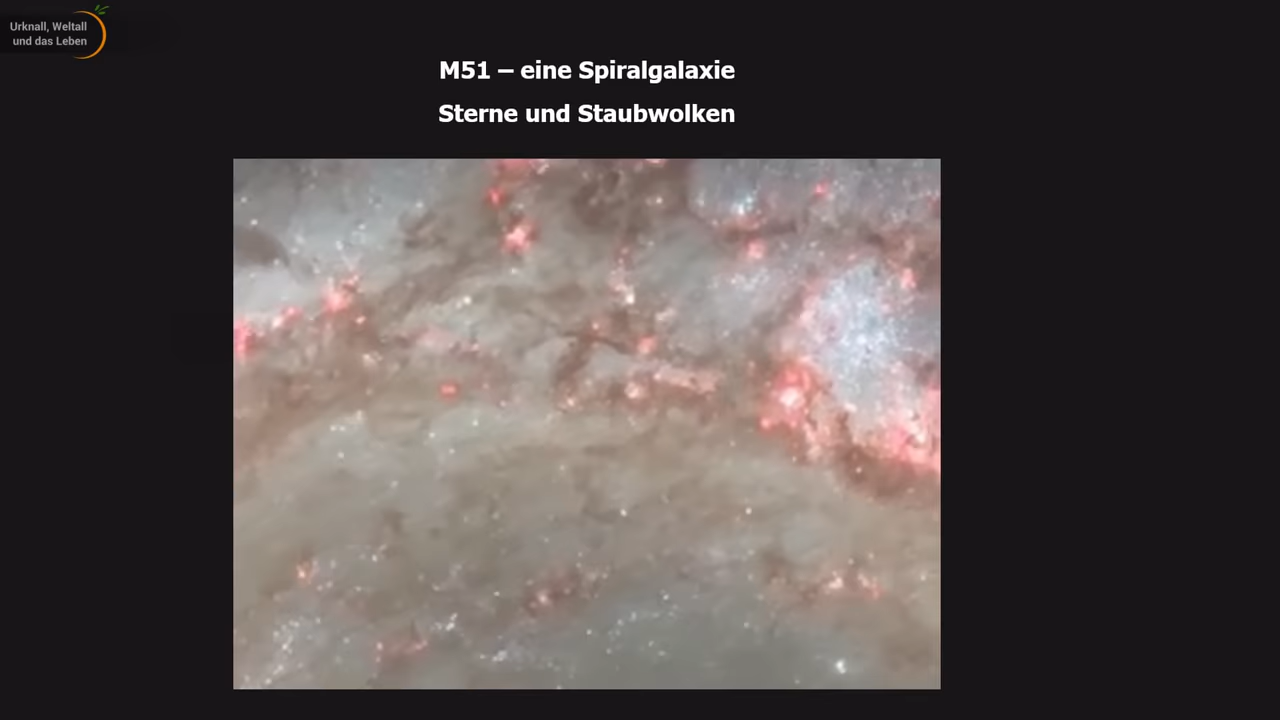 Urknall, Weltall
und das Leben
M51 – eine Spiralgalaxie
Sterne und Staubwolken